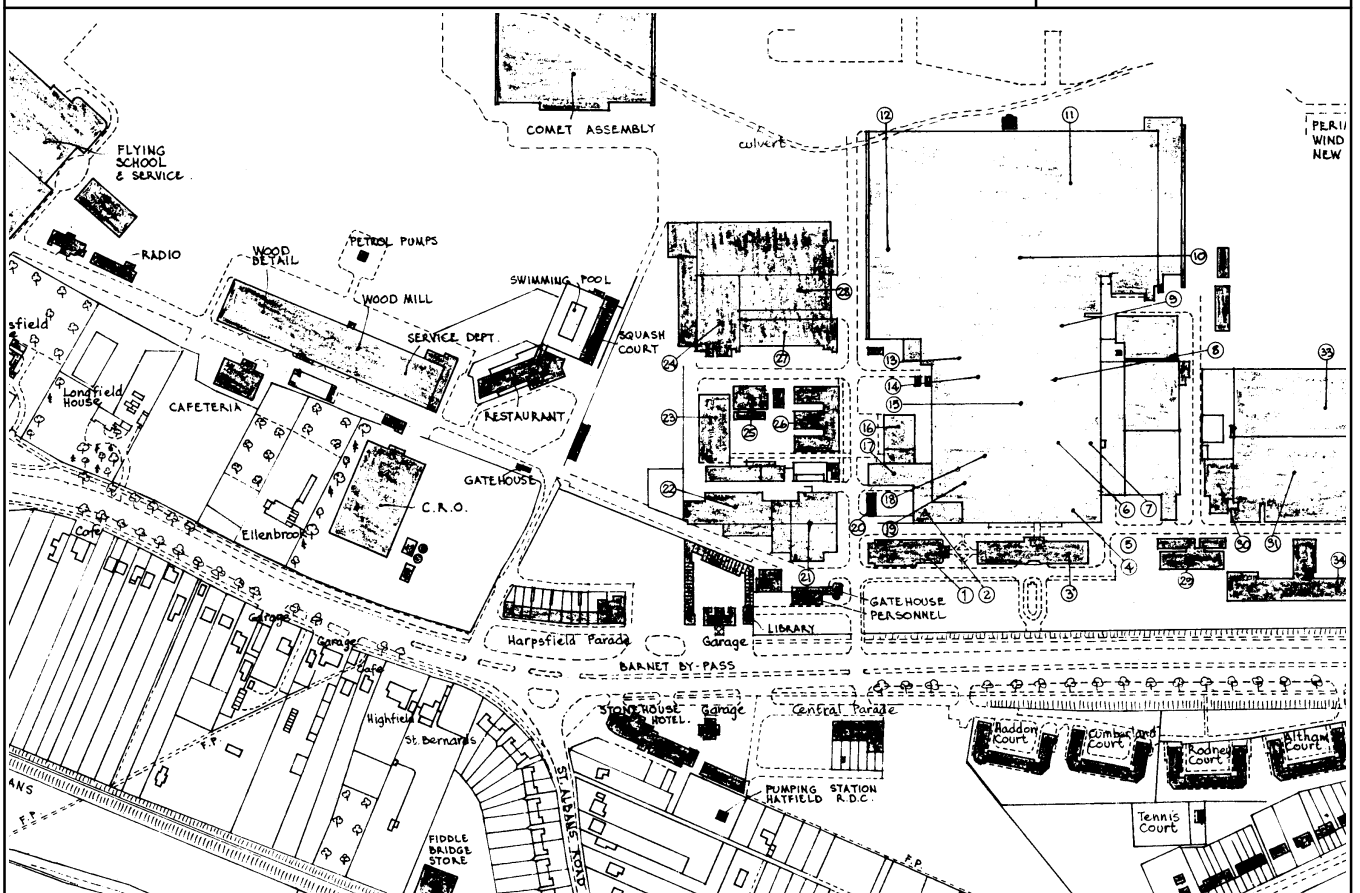 COMET ASSEMBLY
culvert
12
11
PERI
WIND
NEW
FLYING
SCHOOL
& SERVICE.
RADIO
WOOD
DETAIL
PETROL PUMPS
WOOD MILL
SWIMMING POOL
SERVICE DEPT.
SQUASH
COURT
RESTAURANT
CAFETERIA
sfield
Longfield
House
F.P.
GATEHOUSE
C.R.O.
Ellenbrook
Cafe
10
9
8
28
27
24
13
14
15
33
23
25
26
16
17
22
18
19
20
21
6
7
5
4
30
31
29
34
1
2
3
GATEHOUSE
PERSONNEL
LIBRARY
Harpsfield Parade
Garage
BARNET BY-PASS
Garage
Garage
Cafe
Highfield
St. Bernards
F.P.
STONEHOUSE
HOTEL.
Garage
Central Parade
Haddon
Court
Cumberland
Court
Rodney
Court
Altham
Court
PUMPING STATION
HATFIELD R.D.C.
Tennis
Court
ST. ALBANS ROAD
FIDDLE
BRIDGE
STORE
F.P.
ANS
F.P.